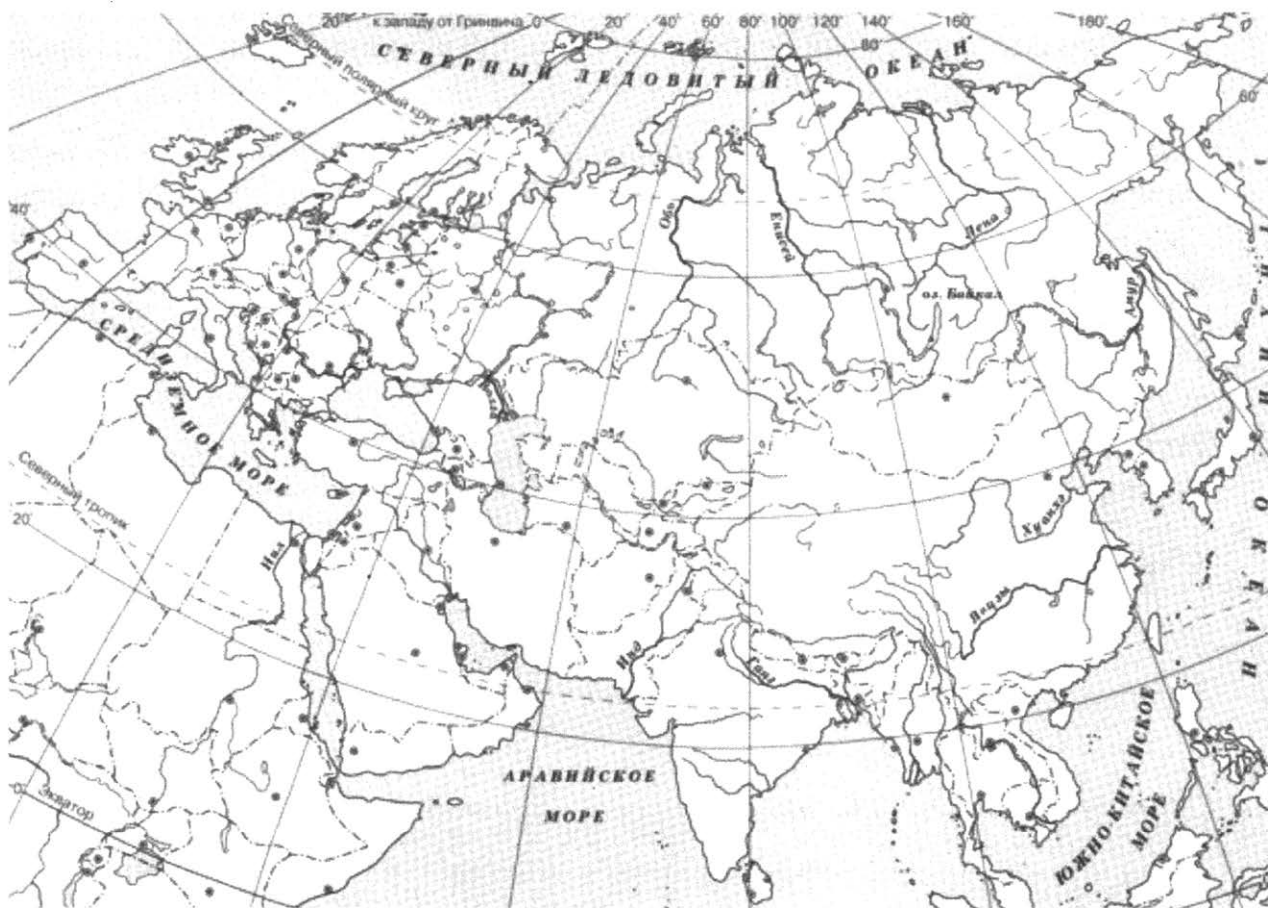 20° к западу от Гринвича 0° 20° 40° 60° 80° 100° 120° 140° 160° 180°
Северный полярный круг
СЕВЕРНЫЙ ЛЕДОВИТЫЙ ОКЕАН
80°
60°
40°
Обь
Енисей
Лена
оз. Байкал
Амур
ТИХИЙ ОКЕАН
СРЕДИЗЕМНОЕ МОРЕ
Северный тропик
20°
Нил
Хуанхэ
Янцзы
Инд
Ганг
АРАВИЙСКОЕ
МОРЕ
ЮЖНО-КИТАЙСКОЕ
МОРЕ
0°
Экватор